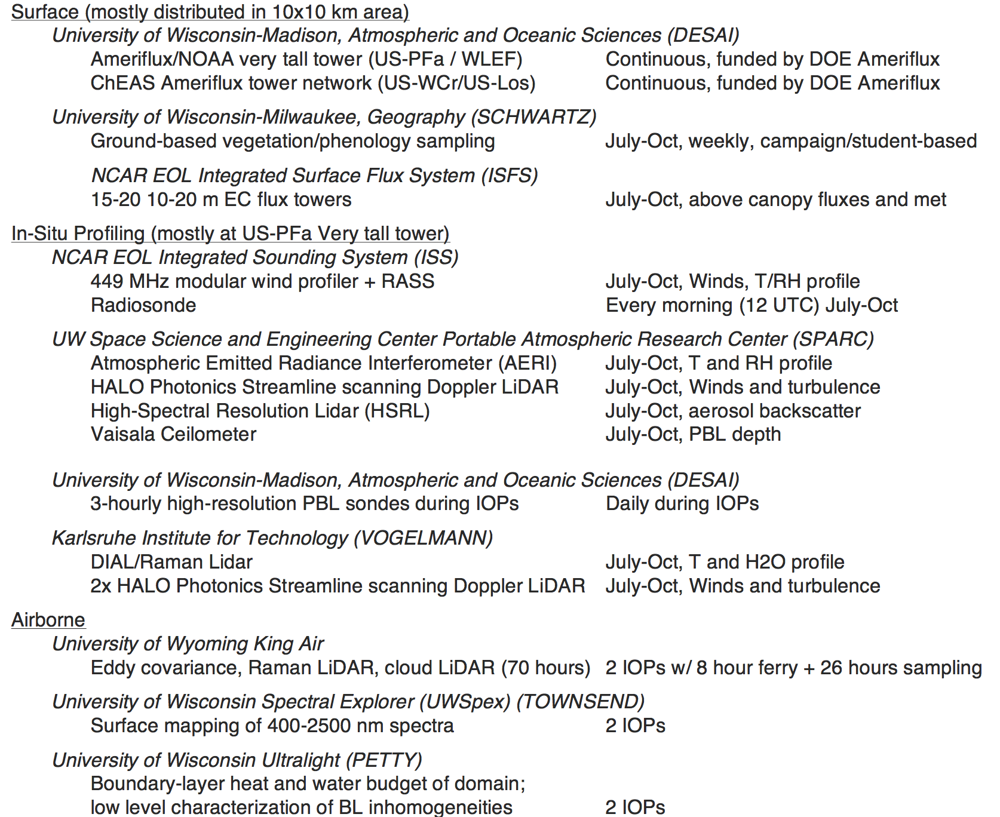 Surface (mostly distributed in 10x10 km area)
University of Wisconsin-Madison, Atmospheric and Oceanic Sciences (DESAI)
Ameriflux/NOAA very tall tower (US-PFa / WLEF) Continuous, funded by DOE Ameriflux
ChEAS Ameriflux tower network (US-WCr/US-Los) Continuous, funded by DOE Ameriflux
University of Wisconsin-Milwaukee, Geography (SCHWARTZ)
Ground-based vegetation/phenology sampling July-Oct, weekly, campaign/student-based
NCAR EOL Integrated Surface Flux System (ISFS)
15-20 10-20 m EC flux towers July-Oct, above canopy fluxes and met
In-Situ Profiling (mostly at US-PFa Very tall tower)
NCAR EOL Integrated Sounding System (ISS)
449 MHz modular wind profiler + RASS July-Oct, Winds, T/RH profile
Radiosonde Every morning (12 UTC) July-Oct
UW Space Science and Engineering Center Portable Atmospheric Research Center (SPARC)
Atmospheric Emitted Radiance Interferometer (AERI) July-Oct, T and RH profile
HALO Photonics Streamline scanning Doppler LiDAR July-Oct, Winds and turbulence
High-Spectral Resolution Lidar (HSRL) July-Oct, aerosol backscatter
Vaisala Ceilometer July-Oct, PBL depth
University of Wisconsin-Madison, Atmospheric and Oceanic Sciences (DESAI)
3-hourly high-resolution PBL sondes during IOPs Daily during IOPs
Karlsruhe Institute for Technology (VOGELMANN)
DIAL/Raman Lidar July-Oct, T and H2O profile
2x HALO Photonics Streamline scanning Doppler LiDAR July-Oct, Winds and turbulence
Airborne
University of Wyoming King Air
Eddy covariance, Raman LiDAR, cloud LiDAR (70 hours) 2 IOPs w/ 8 hour ferry + 26 hours sampling
University of Wisconsin Spectral Explorer (UWSpex) (TOWNSEND)
Surface mapping of 400-2500 nm spectra 2 IOPs
University of Wisconsin Ultralight (PETTY)
Boundary-layer heat and water budget of domain;
low level characterization of BL inhomogeneities 2 IOPs